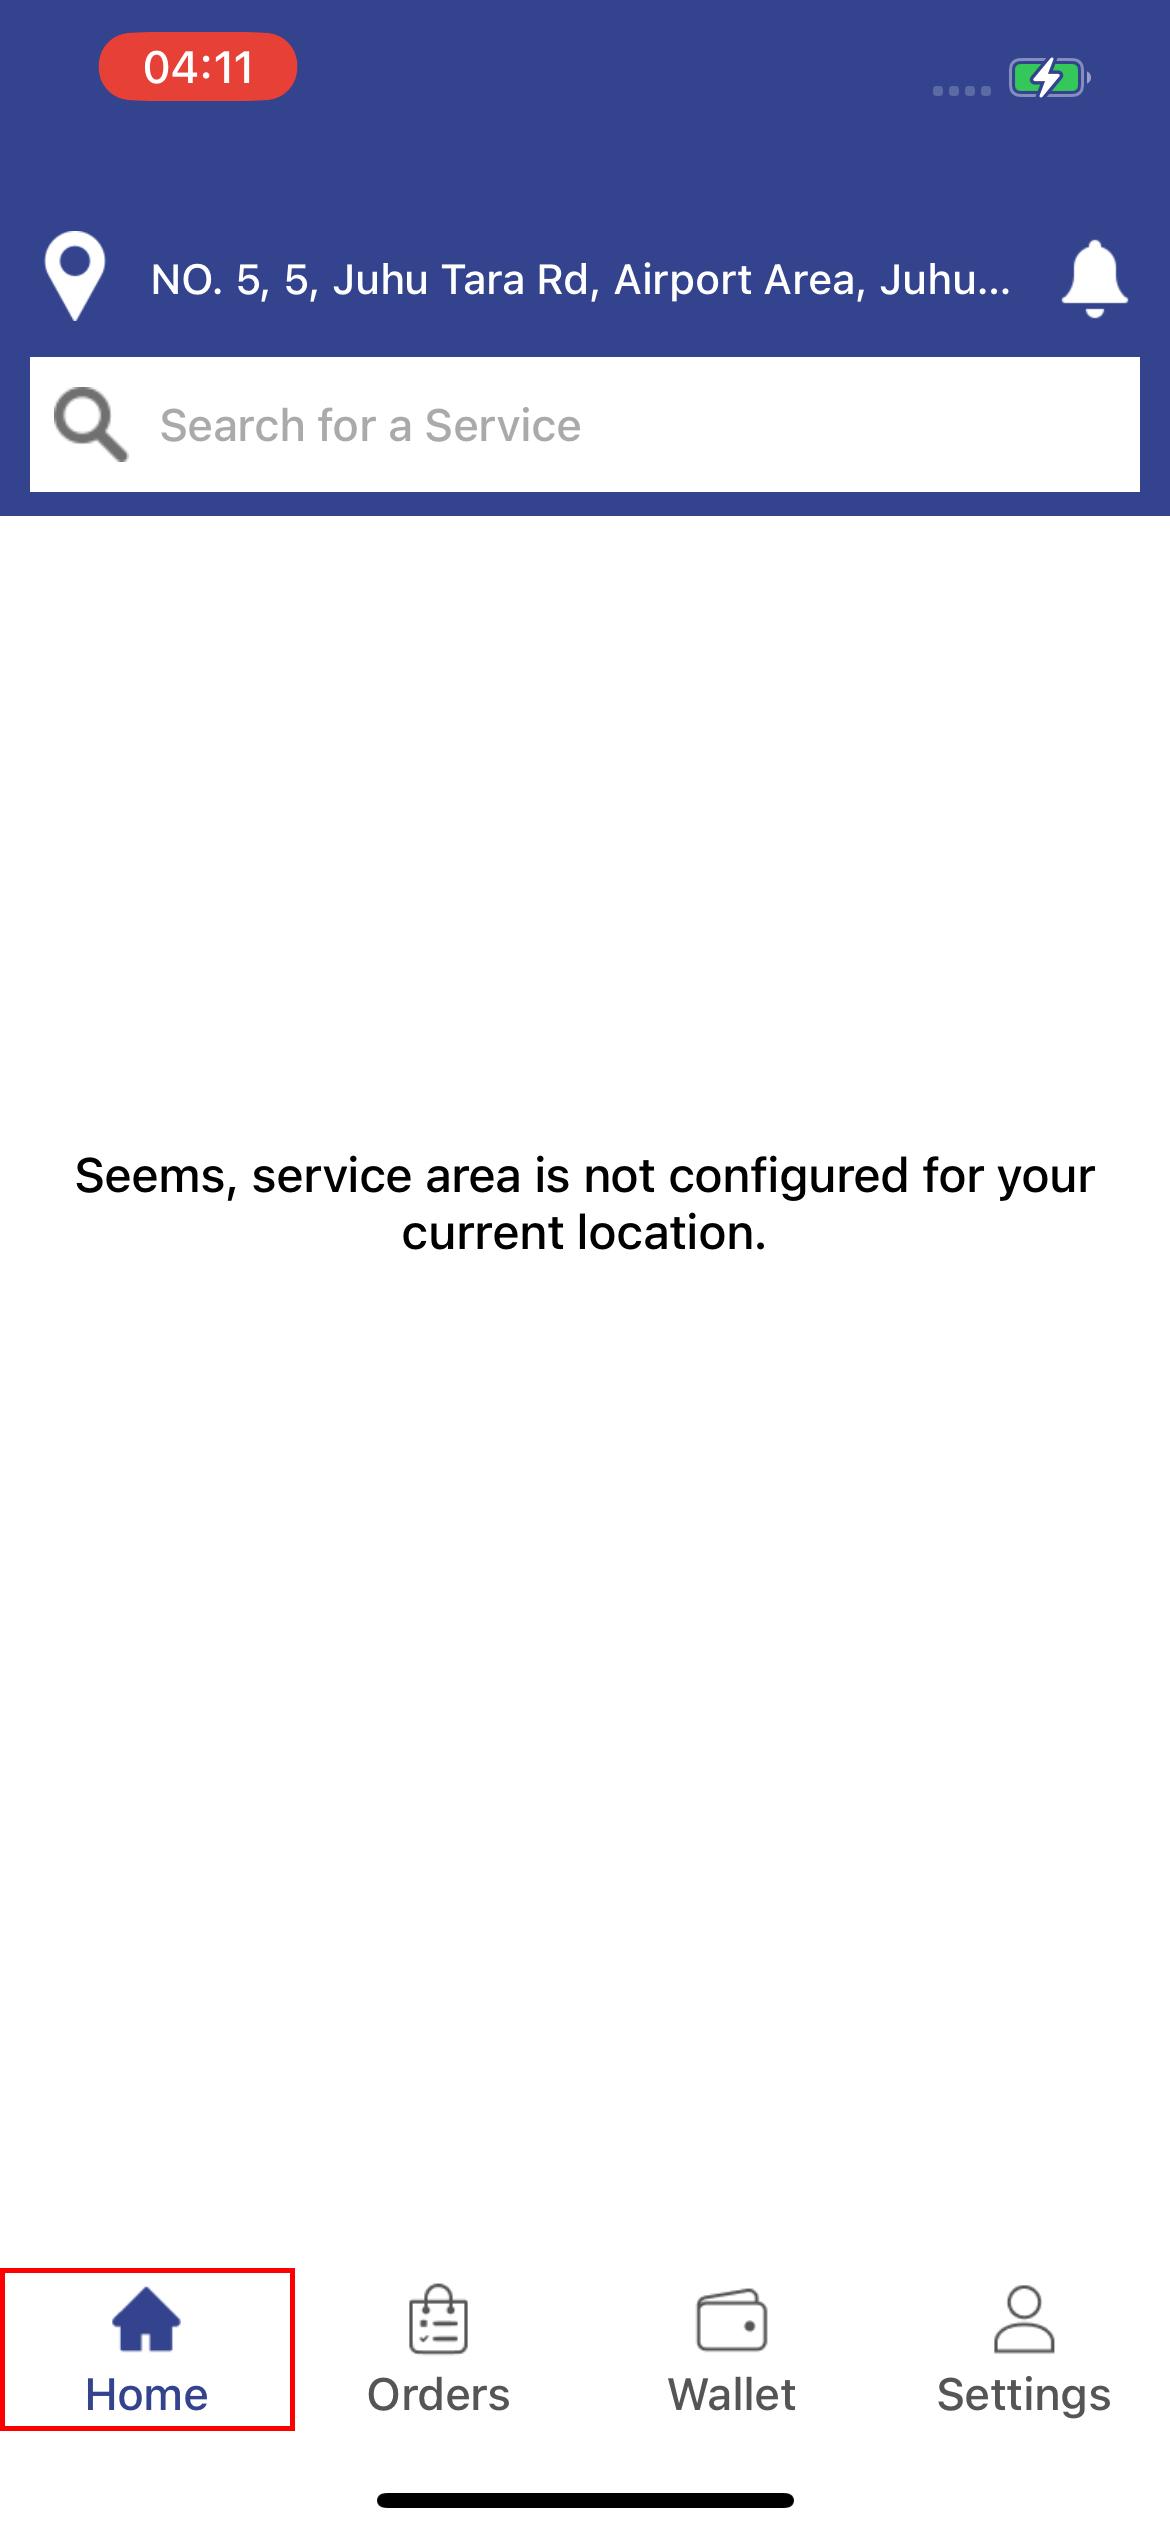 04:11
NO. 5, 5, Juhu Tara Rd, Airport Area, Juhu...
Search for a Service
Seems, service area is not configured for your
current location.
Home
Orders
Wallet
Settings